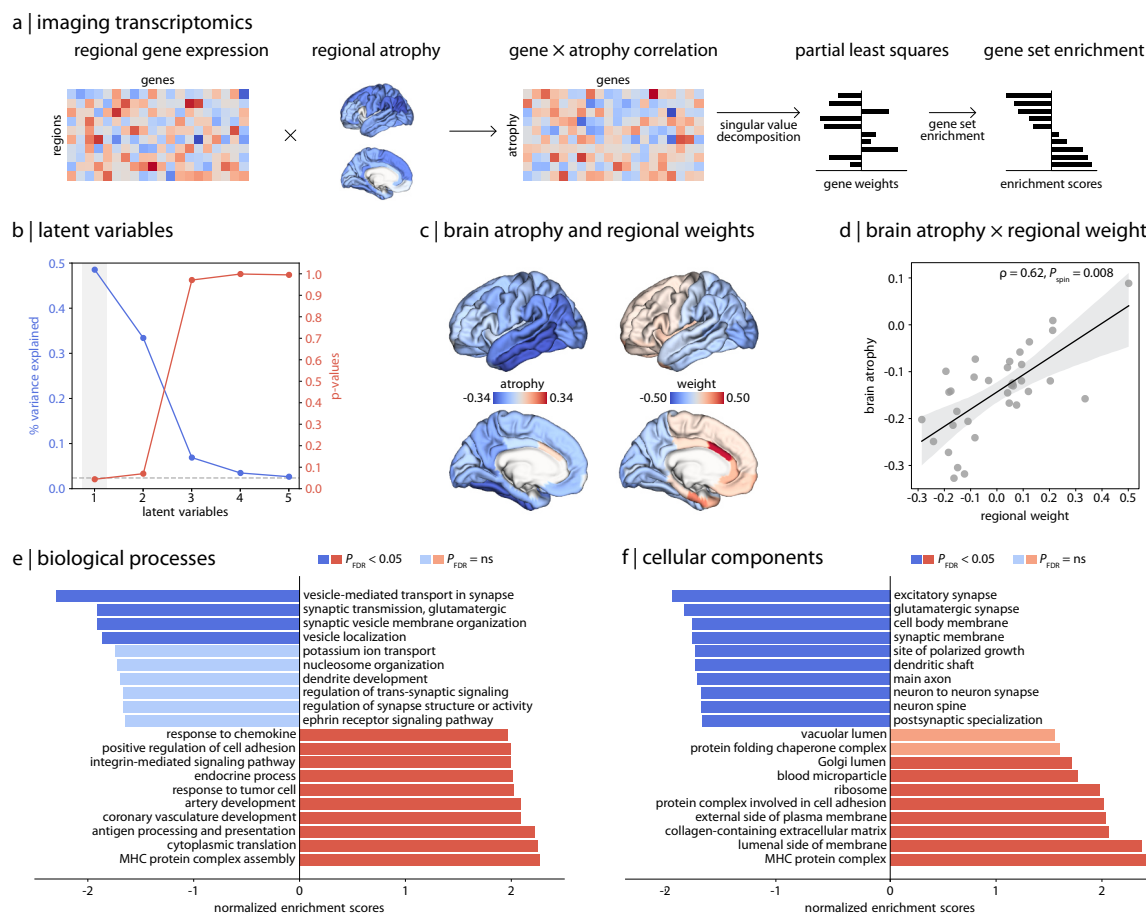 a | imaging transcriptomics
regional gene expression
regional atrophy
gene × atrophy correlation
partial least squares
gene set enrichment
genes
regions
×
genes
atrophy
singular value
decomposition
gene weights
gene set
enrichment
enrichment scores
b | latent variables
% variance explained
0.5
0.4
0.3
0.2
0.1
0.0
1.0
0.9
0.8
0.7
0.6
0.5
0.4
0.3
0.2
0.1
0.0
p-values
1 2 3 4 5
latent variables
c | brain atrophy and regional weights
atrophy
-0.34 0.34
weight
-0.50 0.50
d | brain atrophy × regional weight
ρ = 0.62, Pspin = 0.008
brain atrophy
0.1
0.0
-0.1
-0.2
-0.3
-0.3 -0.2 -0.1 0.0 0.1 0.2 0.3 0.4 0.5
regional weight
e | biological processes
PFDR < 0.05 PFDR = ns
vesicle-mediated transport in synapse
synaptic transmission, glutamatergic
synaptic vesicle membrane organization
vesicle localization
potassium ion transport
nucleosome organization
dendrite development
regulation of trans-synaptic signaling
regulation of synapse structure or activity
ephrin receptor signaling pathway
response to chemokine
positive regulation of cell adhesion
integrin-mediated signaling pathway
endocrine process
response to tumor cell
artery development
coronary vasculature development
antigen processing and presentation
cytoplasmic translation
MHC protein complex assembly
-2 -1 0 1 2
normalized enrichment scores
f | cellular components
PFDR < 0.05 PFDR = ns
excitatory synapse
glutamatergic synapse
cell body membrane
synaptic membrane
site of polarized growth
dendritic shaft
main axon
neuron to neuron synapse
neuron spine
postsynaptic specialization
vacuolar lumen
protein folding chaperone complex
Golgi lumen
blood microparticle
ribosome
protein complex involved in cell adhesion
external side of plasma membrane
collagen-containing extracellular matrix
lumenal side of membrane
MHC protein complex
-2 -1 0 1 2
normalized enrichment scores